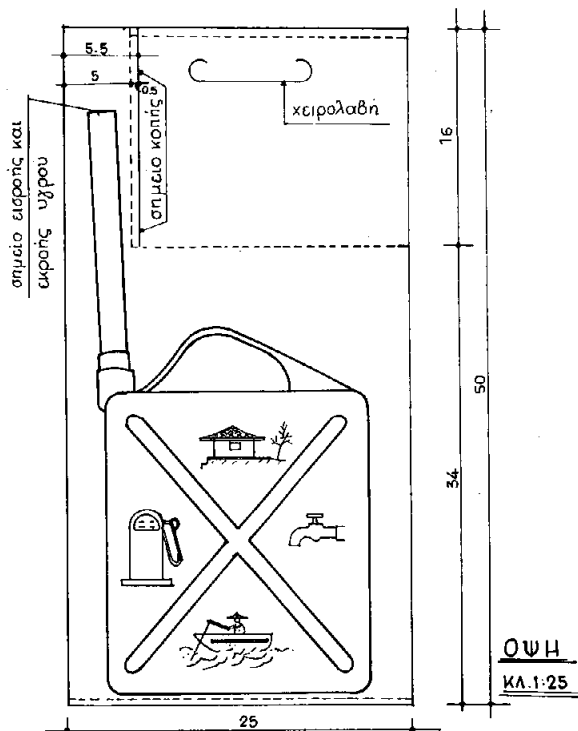 5.5
5
0.5
χειρολαβή
σημείο κοπής
σημείο εισροής και
εκροής υγρού
16
50
34
ΟΨΗ
ΚΛ.1:25
25